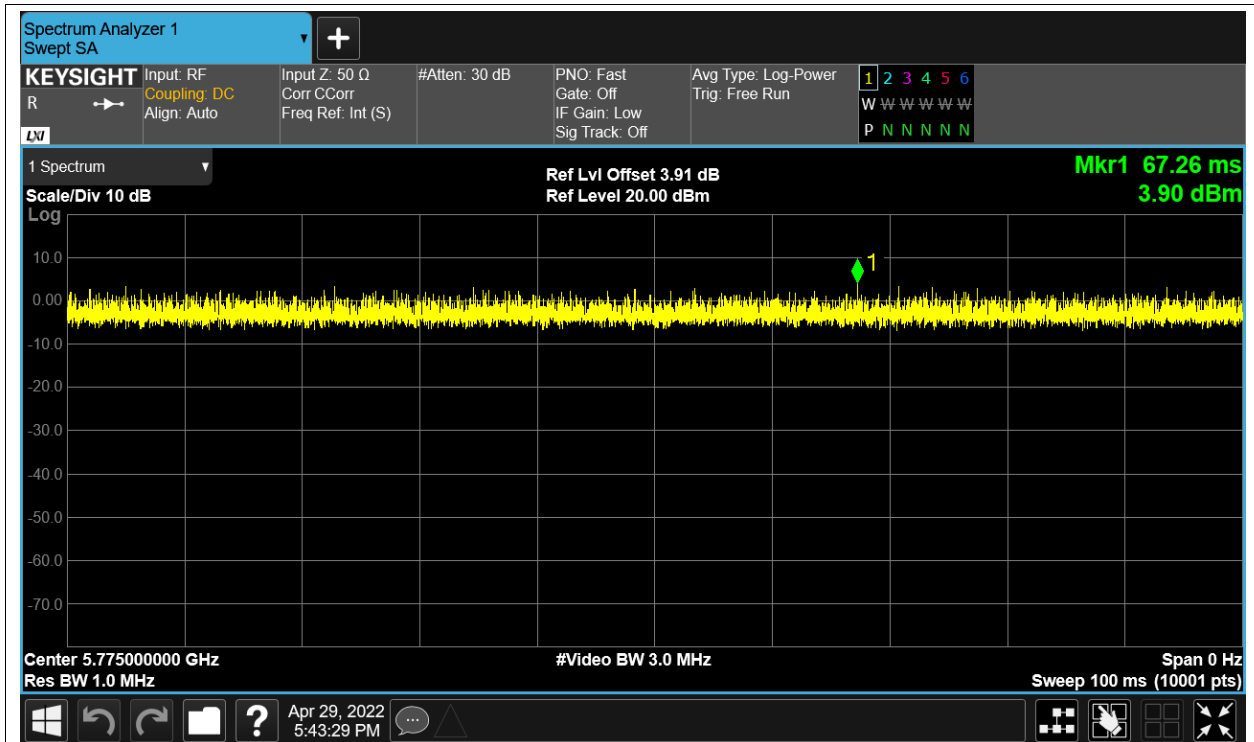 Spectrum Analyzer 1
Swept SA
+
KEYSIGHT
R
LXI
Input: RF
Coupling: DC
Align: Auto
Input Z: 50 Ω
Corr CCorr
Freq Ref: Int (S)
#Atten: 30 dB
PNO: Fast
Gate: Off
IF Gain: Low
Sig Track: Off
Avg Type: Log-Power
Trig: Free Run
1 2 3 4 5 6
W W W W W W
P N N N N N
1 Spectrum
Scale/Div 10 dB
Log
Ref Lvl Offset 3.91 dB
Ref Level 20.00 dBm
Mkr1 67.26 ms
3.90 dBm
1
10.0
0.00
-10.0
-20.0
-30.0
-40.0
-50.0
-60.0
-70.0
Center 5.775000000 GHz
Res BW 1.0 MHz
#Video BW 3.0 MHz
Span 0 Hz
Sweep 100 ms (10001 pts)
?
Apr 29, 2022
5:43:29 PM